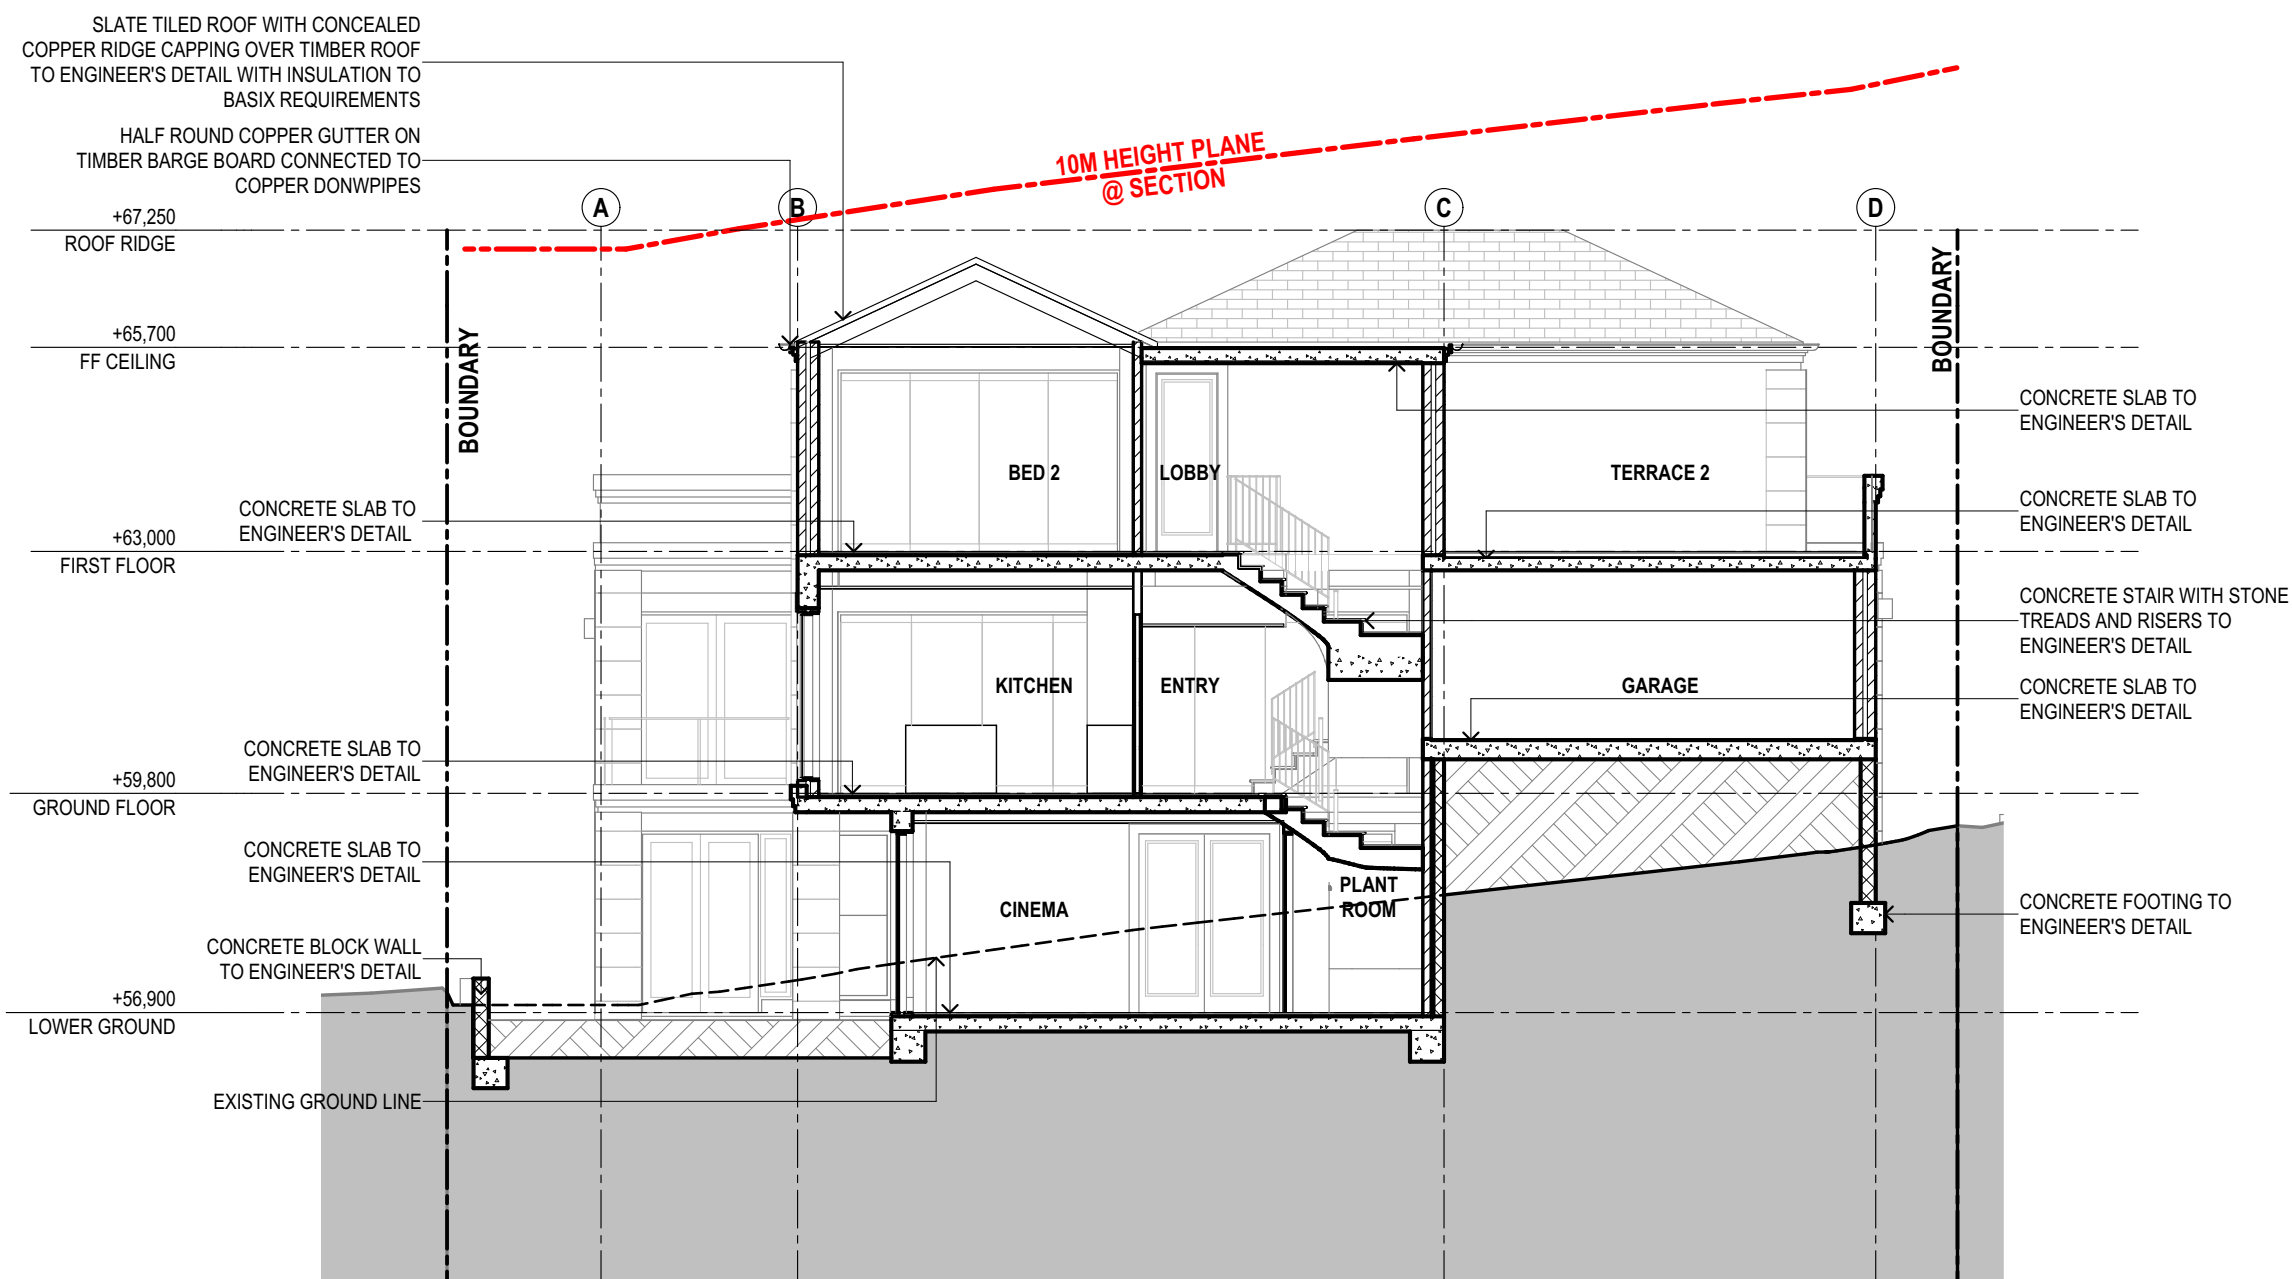 SLATE TILED ROOF WITH CONCEALED
COPPER RIDGE CAPPING OVER TIMBER ROOF
TO ENGINEER'S DETAIL WITH INSULATION TO
BASIX REQUIREMENTS
HALF ROUND COPPER GUTTER ON
TIMBER BARGE BOARD CONNECTED TO
COPPER DONWPIPES
10M HEIGHT PLANE
@ SECTION
A
B
C
D
+67,250
ROOF RIDGE
+65,700
FF CEILING
BOUNDARY
BOUNDARY
CONCRETE SLAB TO
ENGINEER'S DETAIL
BED 2
LOBBY
TERRACE 2
CONCRETE SLAB TO
ENGINEER'S DETAIL
CONCRETE SLAB TO
ENGINEER'S DETAIL
+63,000
FIRST FLOOR
CONCRETE STAIR WITH STONE
TREADS AND RISERS TO
ENGINEER'S DETAIL
KITCHEN
ENTRY
GARAGE
CONCRETE SLAB TO
ENGINEER'S DETAIL
CONCRETE SLAB TO
ENGINEER'S DETAIL
+59,800
GROUND FLOOR
CONCRETE SLAB TO
ENGINEER'S DETAIL
CINEMA
PLANT
ROOM
CONCRETE FOOTING TO
ENGINEER'S DETAIL
CONCRETE BLOCK WALL
TO ENGINEER'S DETAIL
+56,900
LOWER GROUND
EXISTING GROUND LINE